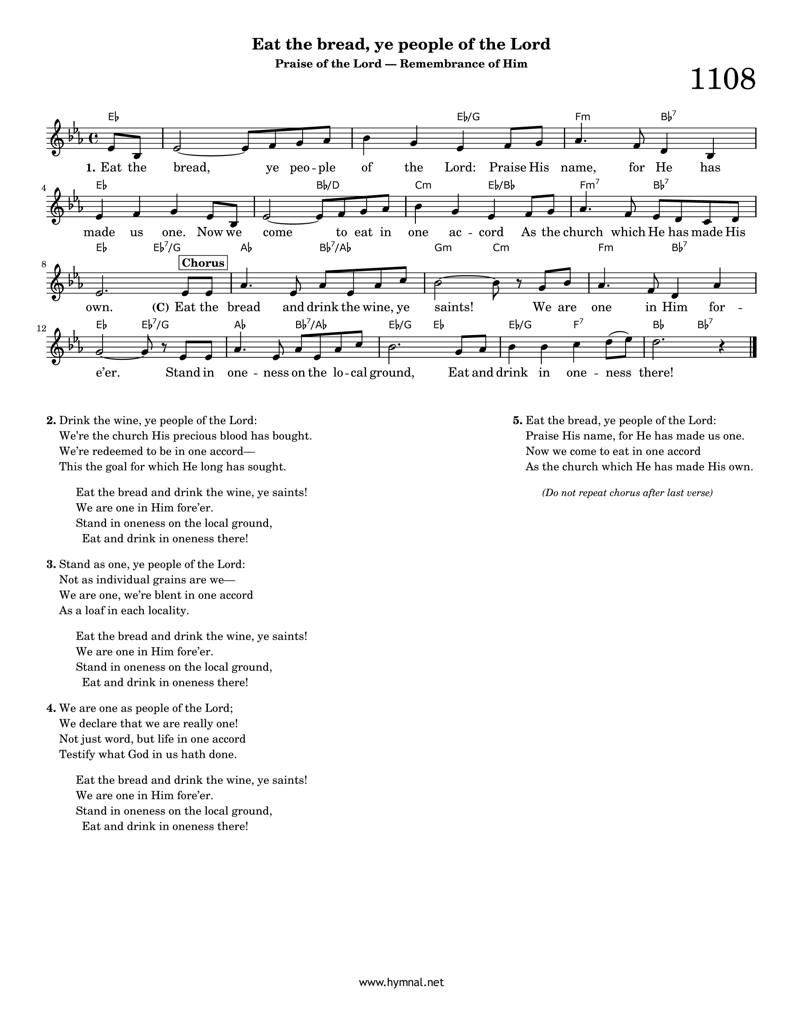 Eat the bread, ye people of the Lord
Praise of the Lord — Remembrance of Him
1108
E♭ E♭/G Fm B♭7
1. Eat the bread, ye peo - ple of the Lord: Praise His name, for He has
4 E♭ B♭/D Cm E♭/B♭ Fm7 B♭7
made us one. Now we come to eat in one ac - cord As the church which He has made His
E♭ E♭7/G A♭ B♭7/A♭ Gm Cm Fm B♭7
8 Chorus
own. (C) Eat the bread and drink the wine, ye saints! We are one in Him for -
12 E♭ E♭7/G A♭ B♭7/A♭ E♭/G E♭ E♭/G F7 B♭ B♭7
e'er. Stand in one - ness on the lo - cal ground, Eat and drink in one - ness there!
2. Drink the wine, ye people of the Lord:
We're the church His precious blood has bought.
We're redeemed to be in one accord—
This the goal for which He long has sought.
Eat the bread and drink the wine, ye saints!
We are one in Him fore'er.
Stand in oneness on the local ground,
Eat and drink in oneness there!
3. Stand as one, ye people of the Lord:
Not as individual grains are we—
We are one, we're blent in one accord
As a loaf in each locality.
Eat the bread and drink the wine, ye saints!
We are one in Him fore'er.
Stand in oneness on the local ground,
Eat and drink in oneness there!
4. We are one as people of the Lord;
We declare that we are really one!
Not just word, but life in one accord
Testify what God in us hath done.
Eat the bread and drink the wine, ye saints!
We are one in Him fore'er.
Stand in oneness on the local ground,
Eat and drink in oneness there!
5. Eat the bread, ye people of the Lord:
Praise His name, for He has made us one.
Now we come to eat in one accord
As the church which He has made His own.
(Do not repeat chorus after last verse)
www.hymnal.net